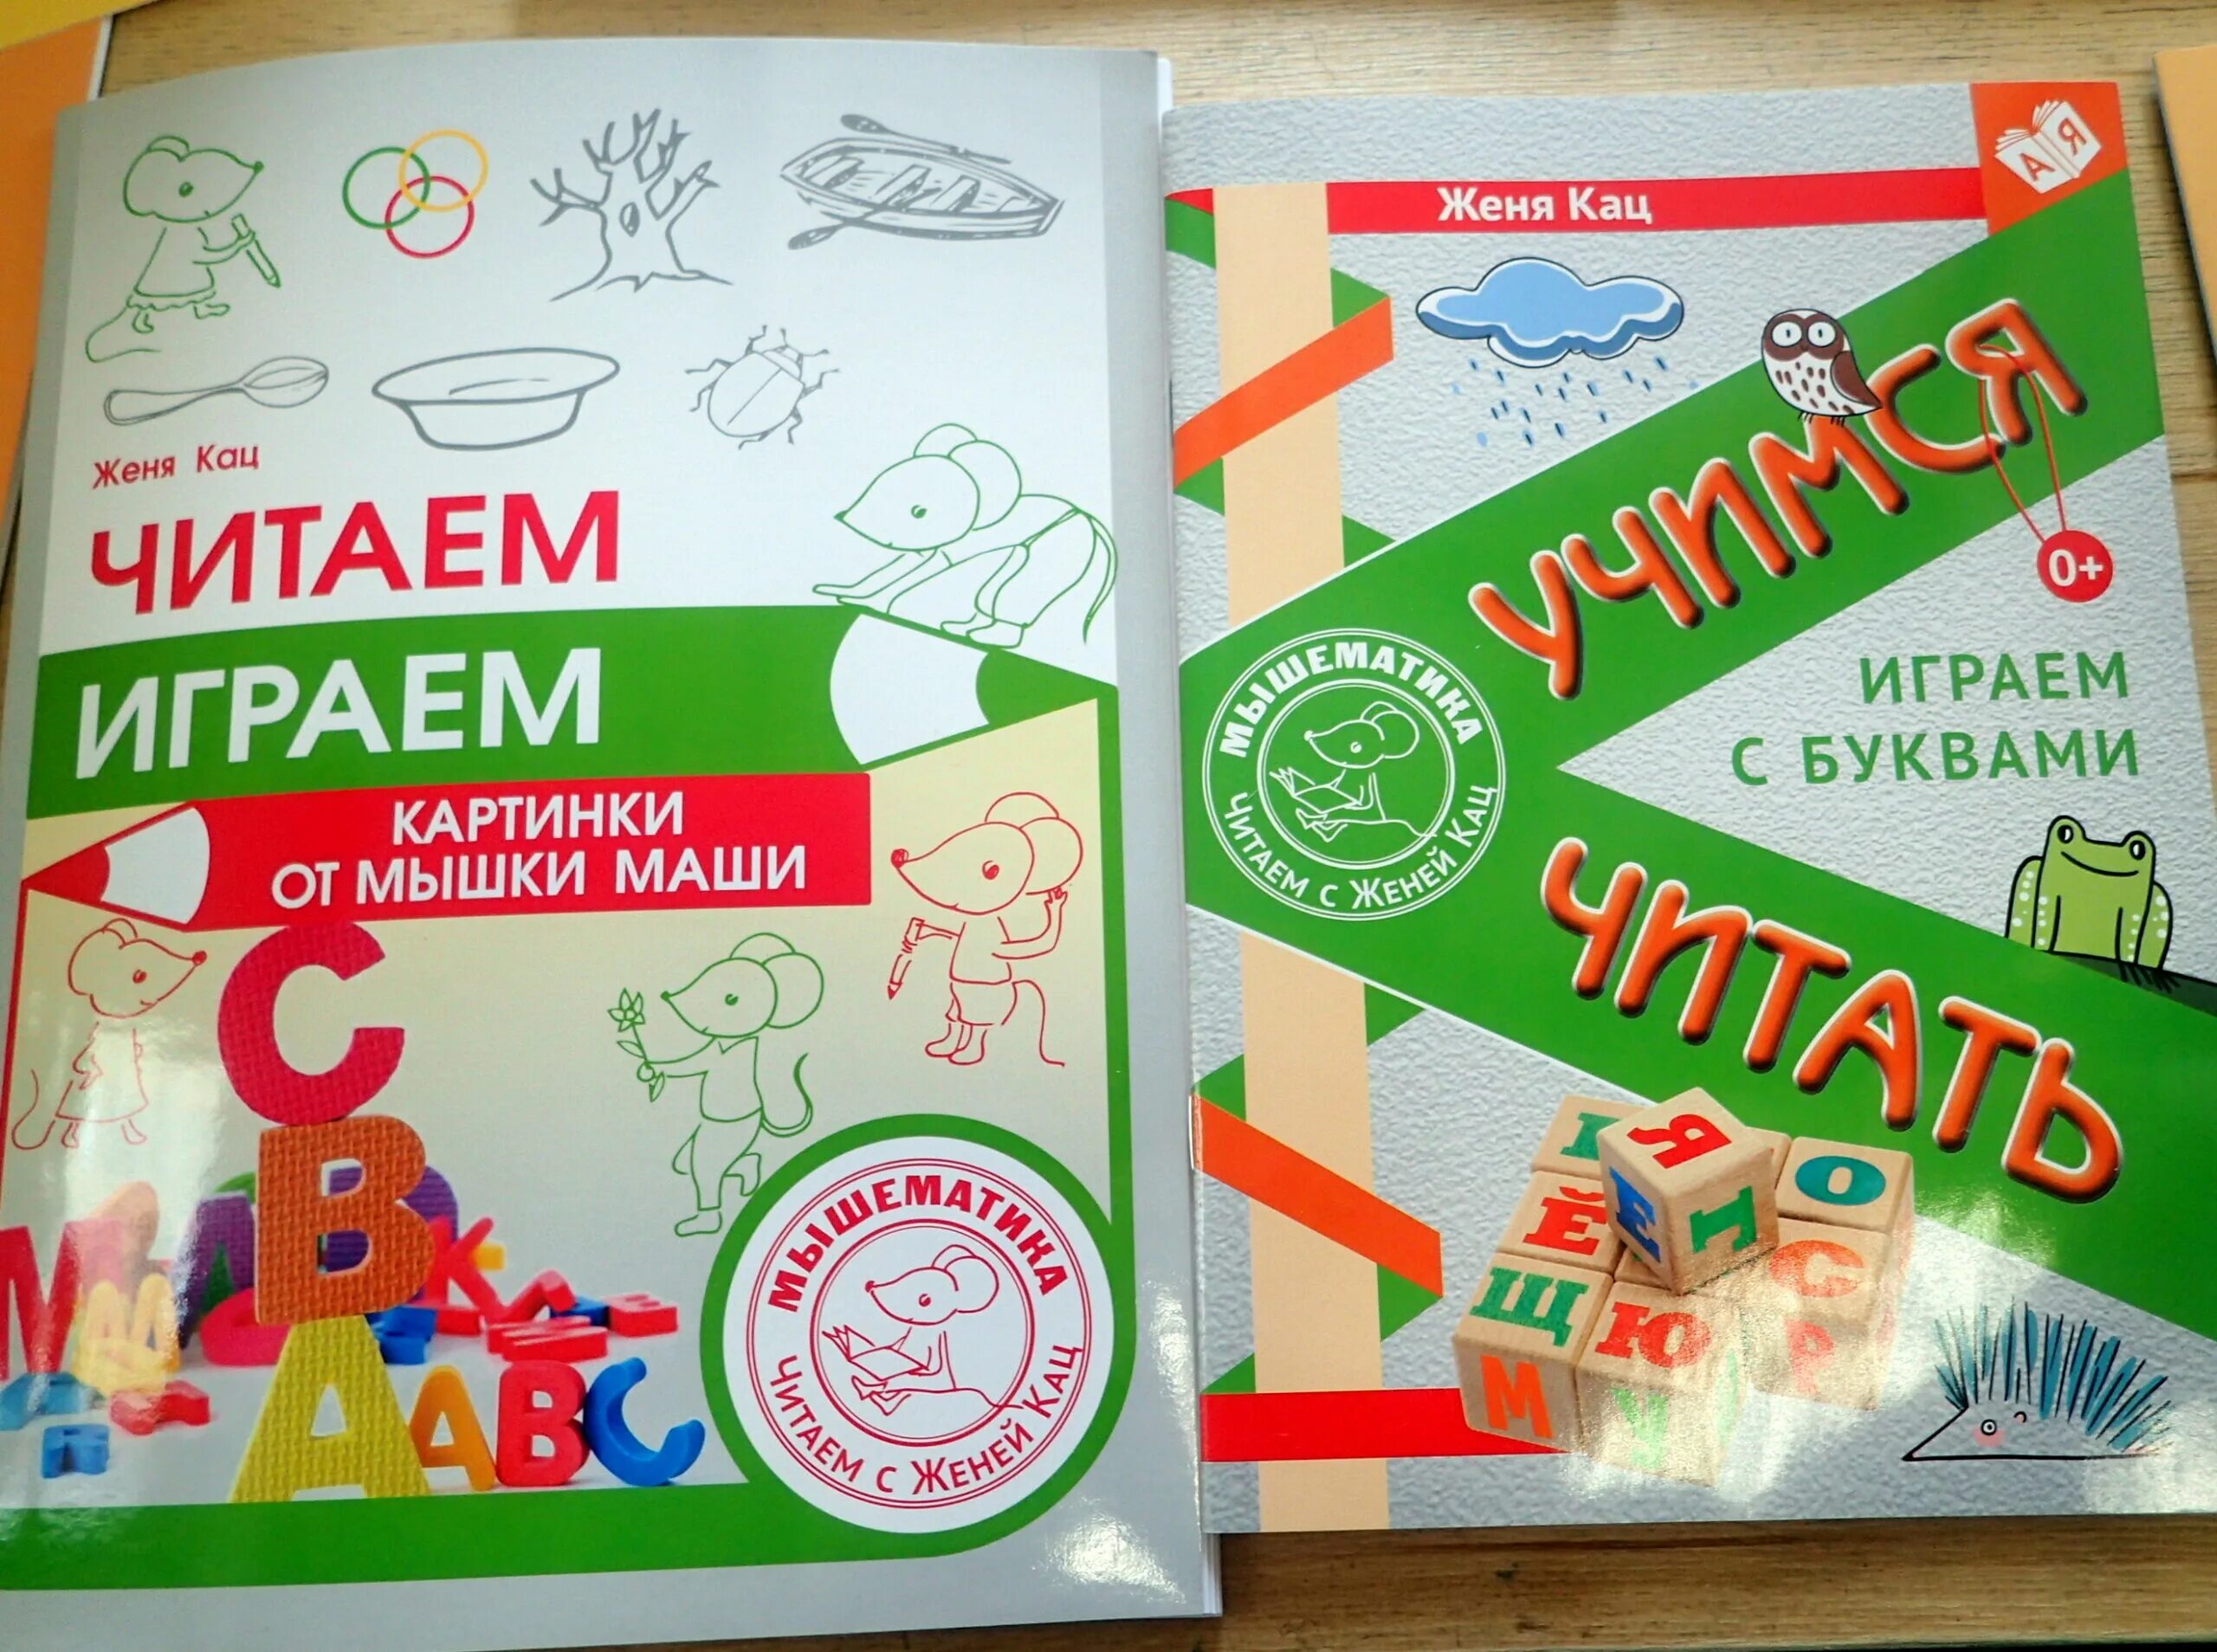 Женя Кац
ЧИТАЕМ
ИГРАЕМ
КАРТИНКИ
ОТ МЫШКИ МАШИ
С
В
А
А В С
МЫШЕМАТИКА
ЧИТАЕМ С ЖЕНЕЙ КАЦ
А Я
Женя Кац
УЧИМСЯ
0+
ИГРАЕМ
С БУКВАМИ
МЫШЕМАТИКА
ЧИТАЕМ С ЖЕНЕЙ КАЦ
ЧИТАТЬ
Я
О
Ё Е
С
Щ Ю
Р
М У